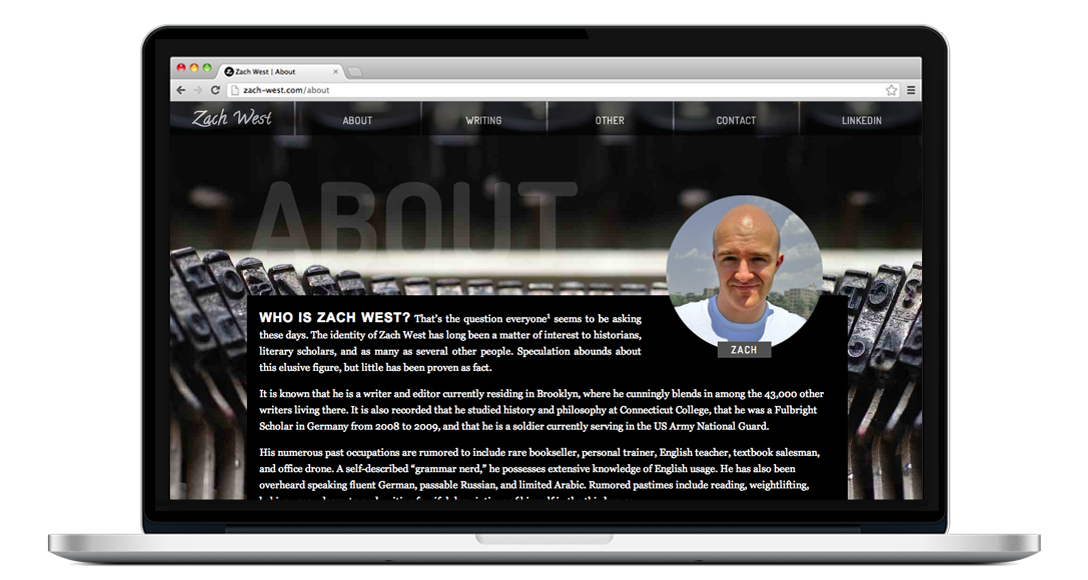 Zach West | About
zach-west.com/about
Zach West
ABOUT
WRITING
OTHER
CONTACT
LINKEDIN
ABOUT
ZACH
WHO IS ZACH WEST? That's the question everyone¹ seems to be asking
these days. The identity of Zach West has long been a matter of interest to historians,
literary scholars, and as many as several other people. Speculation abounds about
this elusive figure, but little has been proven as fact.
It is known that he is a writer and editor currently residing in Brooklyn, where he cunningly blends in among the 43,000 other
writers living there. It is also recorded that he studied history and philosophy at Connecticut College, that he was a Fulbright
Scholar in Germany from 2008 to 2009, and that he is a soldier currently serving in the US Army National Guard.
His numerous past occupations are rumored to include rare bookseller, personal trainer, English teacher, textbook salesman,
and office drone. A self-described “grammar nerd,” he possesses extensive knowledge of English usage. He has also been
overheard speaking fluent German, passable Russian, and limited Arabic. Rumored pastimes include reading, weightlifting,